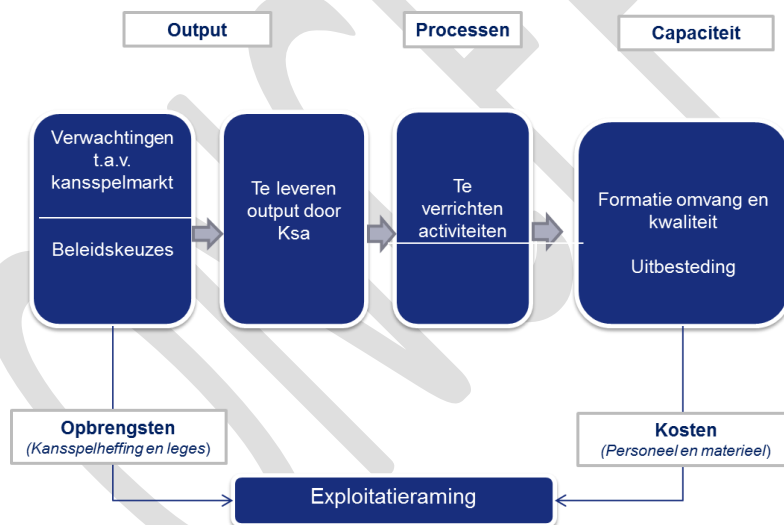 Output
Processen
Capaciteit
Verwachtingen
t.a.v.
kansspelmarkt
Beleidskeuzes
Te leveren
output door
Ksa
Te
verrichten
activiteiten
Formatie omvang en
kwaliteit
Uitbesteding
Opbrengsten
(Kansspelheffing en leges)
Kosten
(Personeel en materieel)
Exploitatieraming